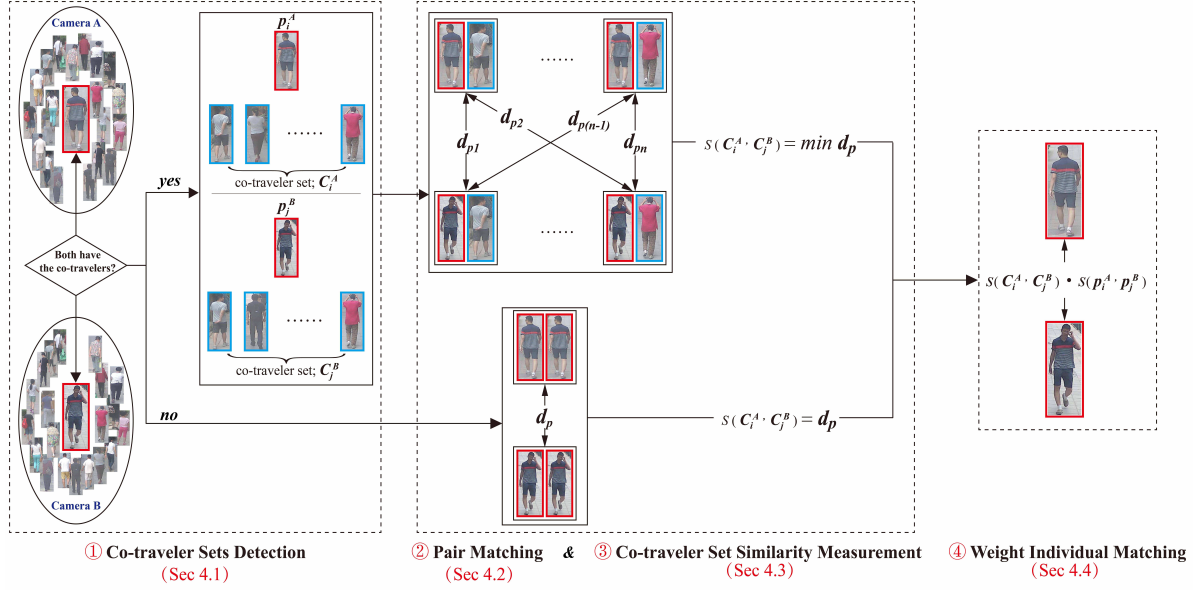 Camera A
Both have
the co-travelers?
Camera B
yes
no
p_i^A
......
co-traveler set; C_i^A
p_j^B
......
co-traveler set; C_j^B
......
d_p1
d_p2
d_p(n-1)
d_pn
......
S(C_i^A · C_j^B) = min d_p
d_p
S(C_i^A · C_j^B) = d_p
S(C_i^A · C_j^B) • S(p_i^A · p_j^B)
① Co-traveler Sets Detection
(Sec 4.1)
② Pair Matching & ③ Co-traveler Set Similarity Measurement
(Sec 4.2)
(Sec 4.3)
④ Weight Individual Matching
(Sec 4.4)